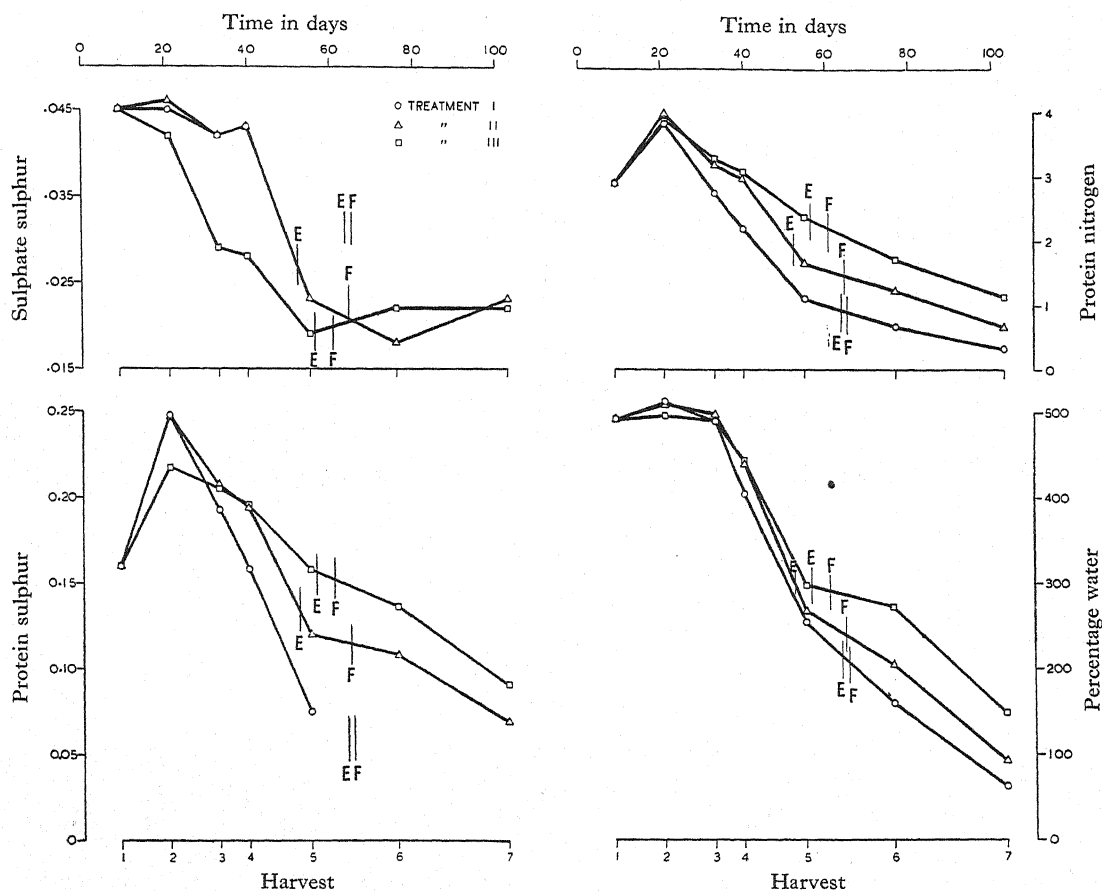 Time in days
0 20 40 60 80 100
Time in days
0 20 40 60 80 100
.045
.035
.025
.015
Sulphate sulphur
○ TREATMENT I
△ " II
□ " III
E
E F
F
E F
4
3
2
1
0
Protein nitrogen
E
E
F
F
E F
0.25
0.20
0.15
0.10
0.05
0
Protein sulphur
E
E
F
F
E F
1 2 3 4 5 6 7
Harvest
500
400
300
200
100
0
Percentage water
E
E
F
F
E F
1 2 3 4 5 6 7
Harvest